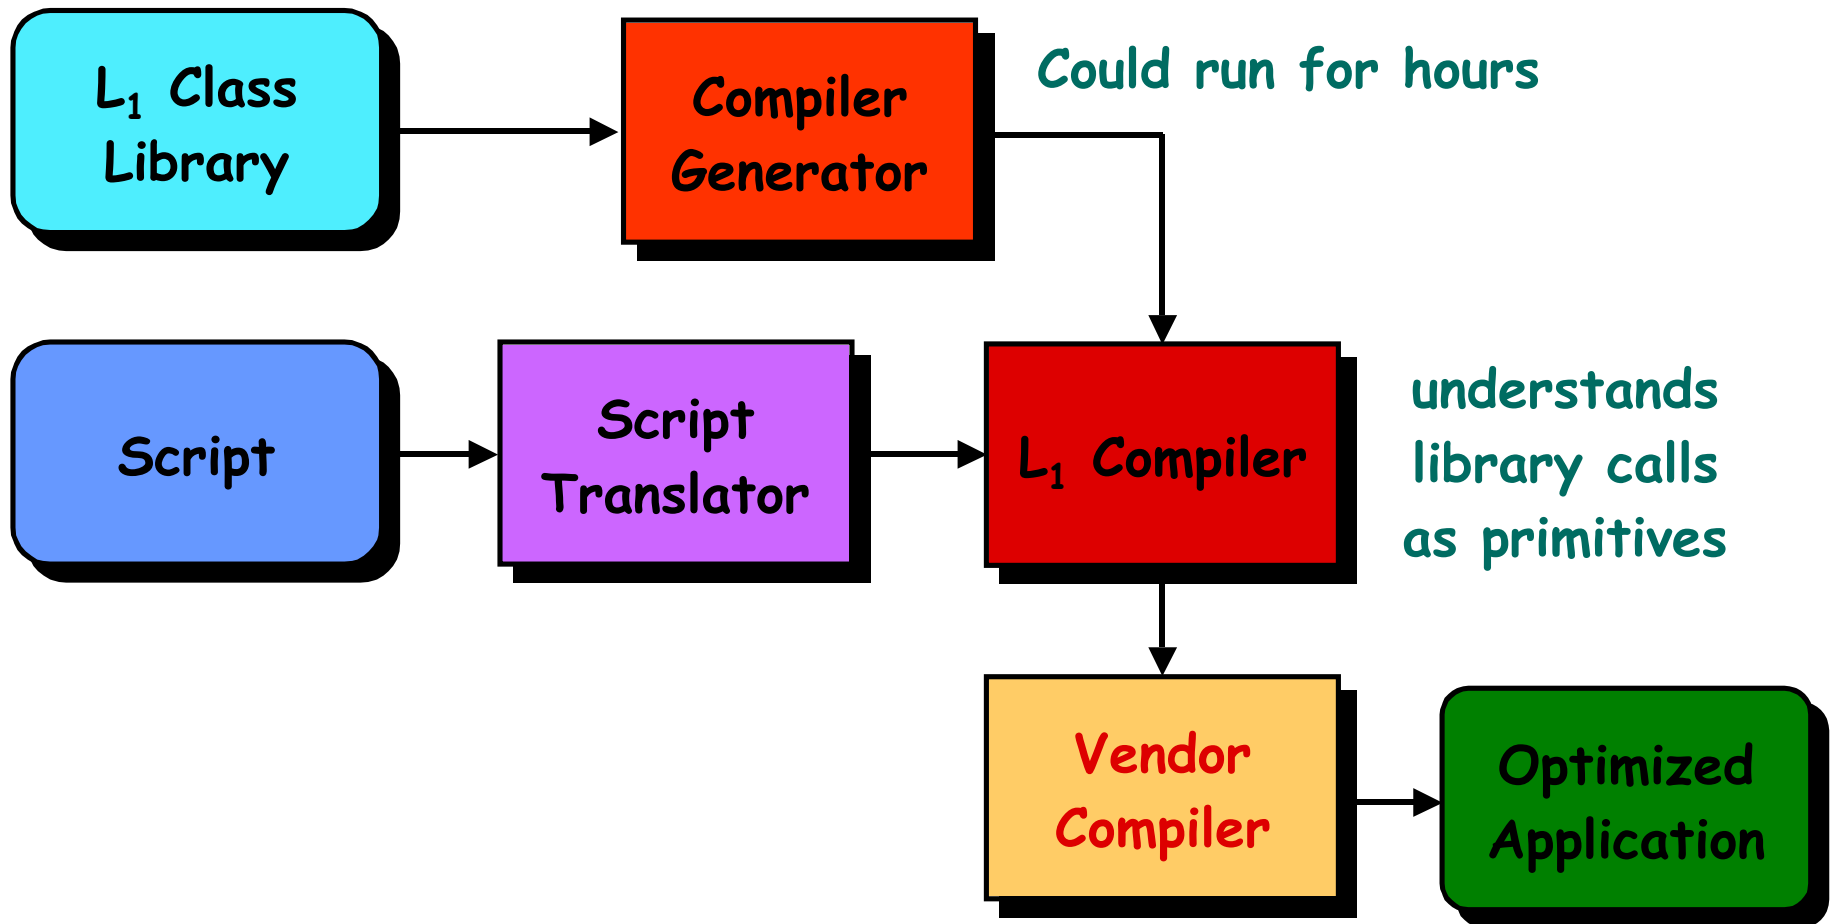 L₁ Class
Library
Compiler
Generator
Could run for hours
Script
Script
Translator
L₁ Compiler
understands
library calls
as primitives
Vendor
Compiler
Optimized
Application